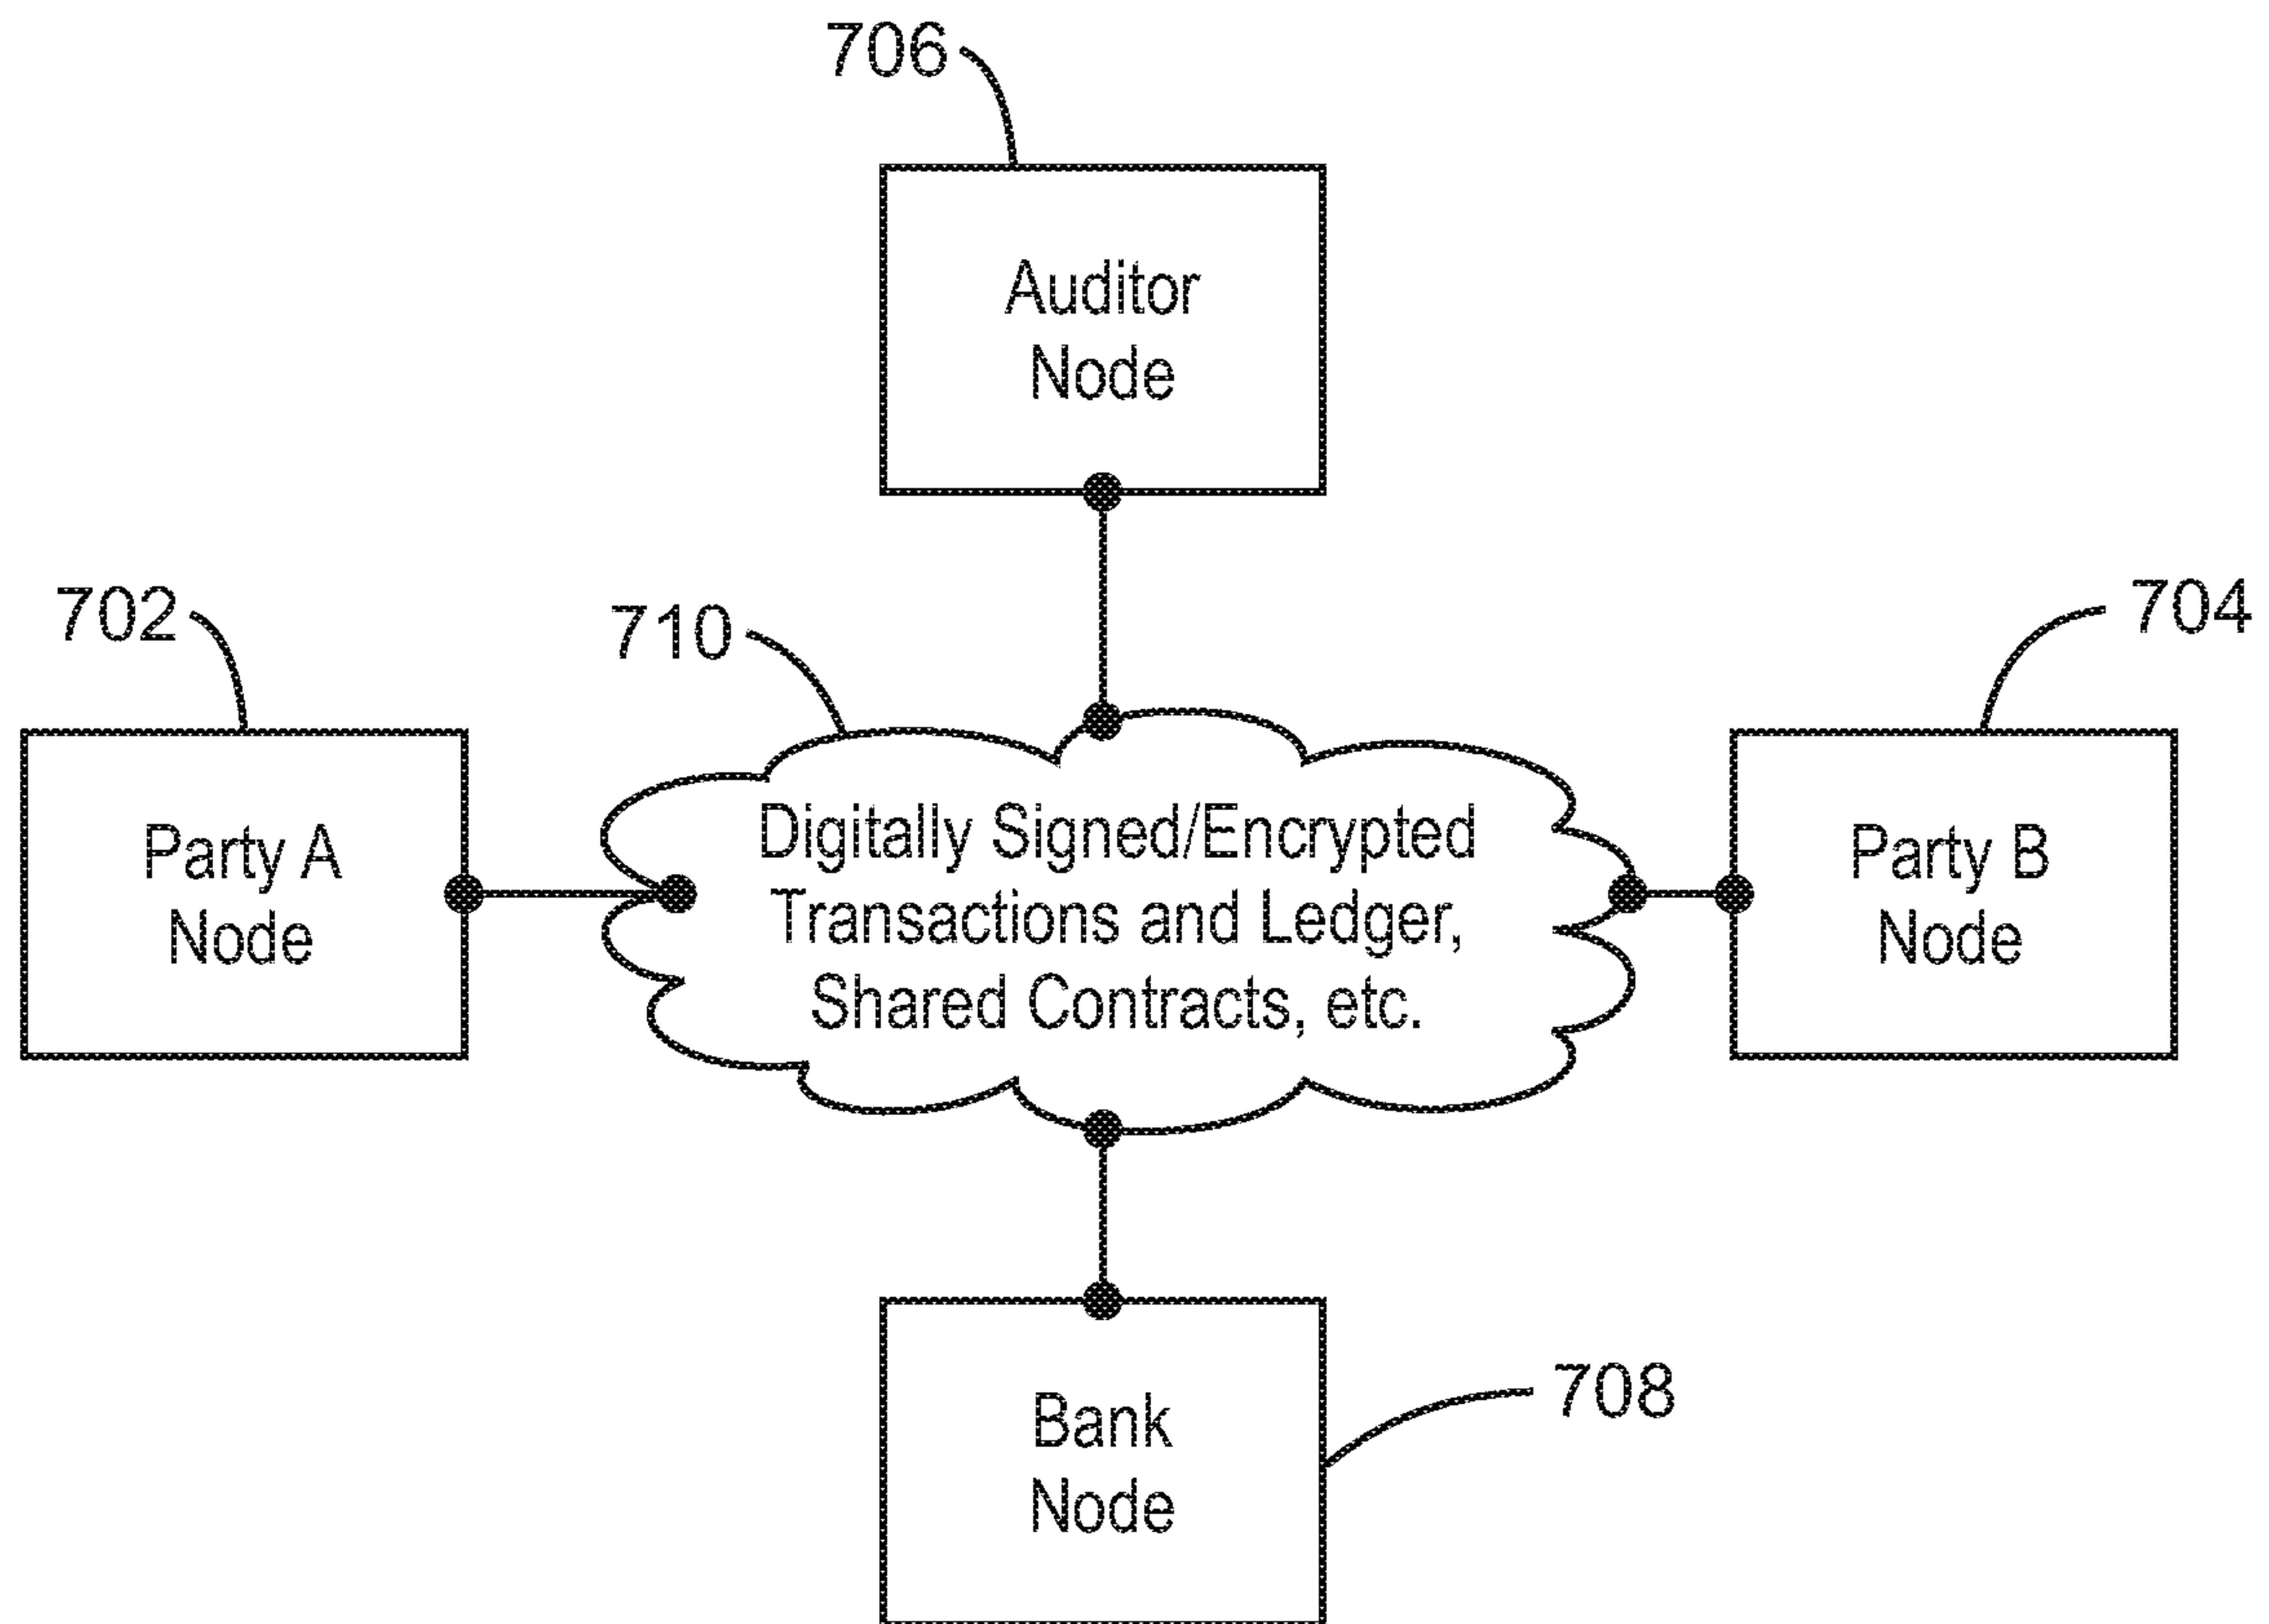 706
Auditor
Node
702
710
704
Party A
Node
Digitally Signed/Encrypted
Transactions and Ledger,
Shared Contracts, etc.
Party B
Node
Bank
Node
708